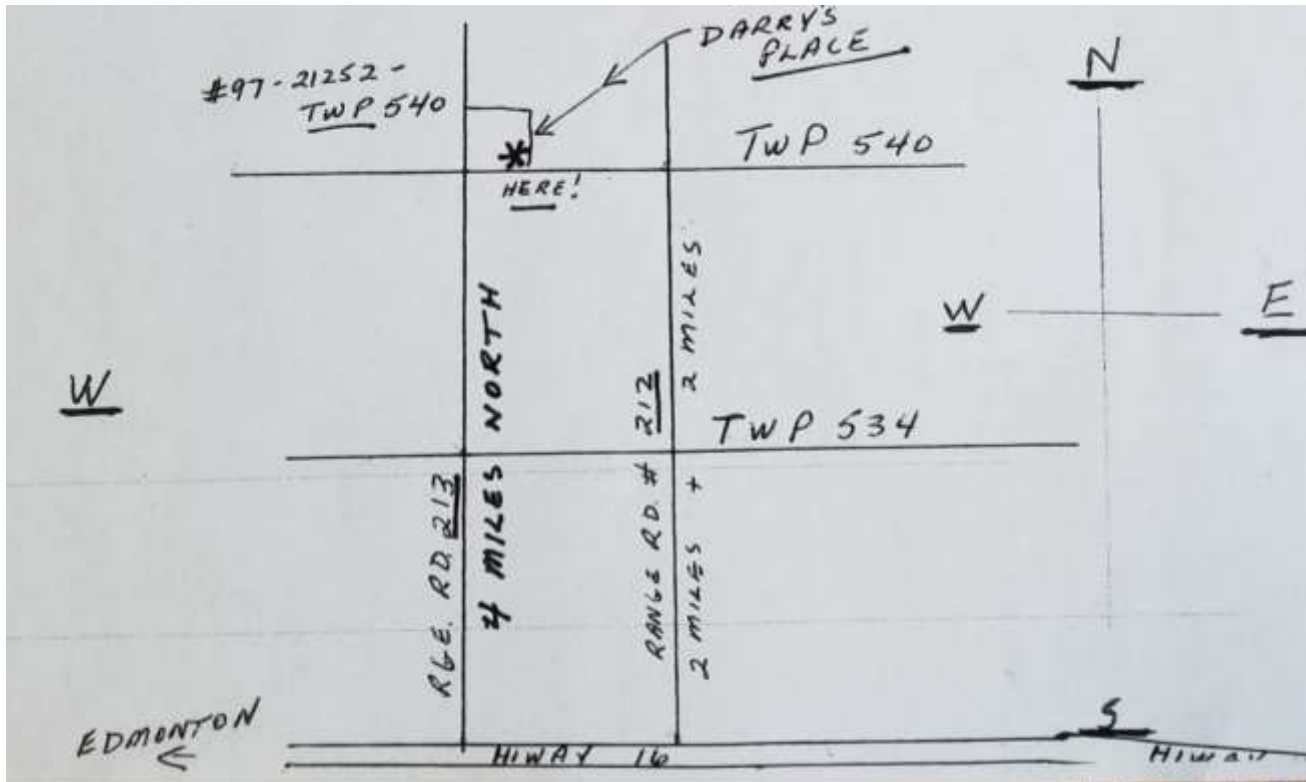 DARRY'S
PLACE
#97-21252-
TWP 540
TWP 540
HERE!
N
W
E
S
W
4 MILES NORTH
RGE. RD. 213
RANGE RD. # 212
2 MILES + 2 MILES
TWP 534
EDMONTON
HIWAY 16
HIWAY